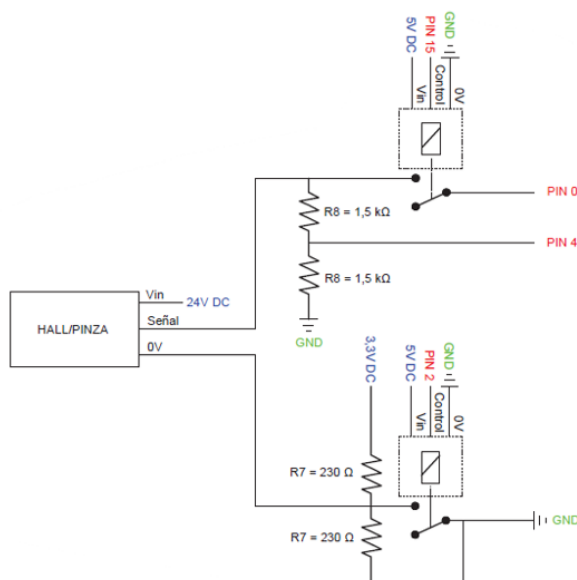 5V DC
PIN 15
GND
Vin
Control
0V
R8 = 1,5 kΩ
PIN 0
PIN 4
R8 = 1,5 kΩ
GND
HALL/PINZA
Vin
24V DC
Señal
0V
3,3V DC
5V DC
PIN 2
GND
Vin
Control
0V
R7 = 230 Ω
R7 = 230 Ω
GND